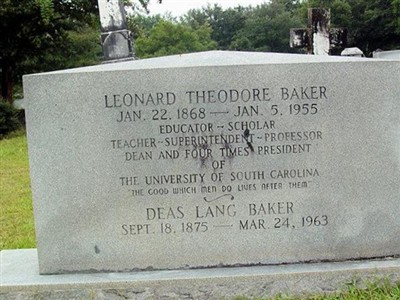 LEONARD THEODORE BAKER
JAN. 22, 1868 — JAN. 5, 1955
EDUCATOR - SCHOLAR
TEACHER - SUPERINTENDENT - PROFESSOR
DEAN AND FOUR TIMES PRESIDENT
OF
THE UNIVERSITY OF SOUTH CAROLINA
"THE GOOD WHICH MEN DO LIVES AFTER THEM"
DEAS LANG BAKER
SEPT. 18, 1875 — MAR. 24, 1963